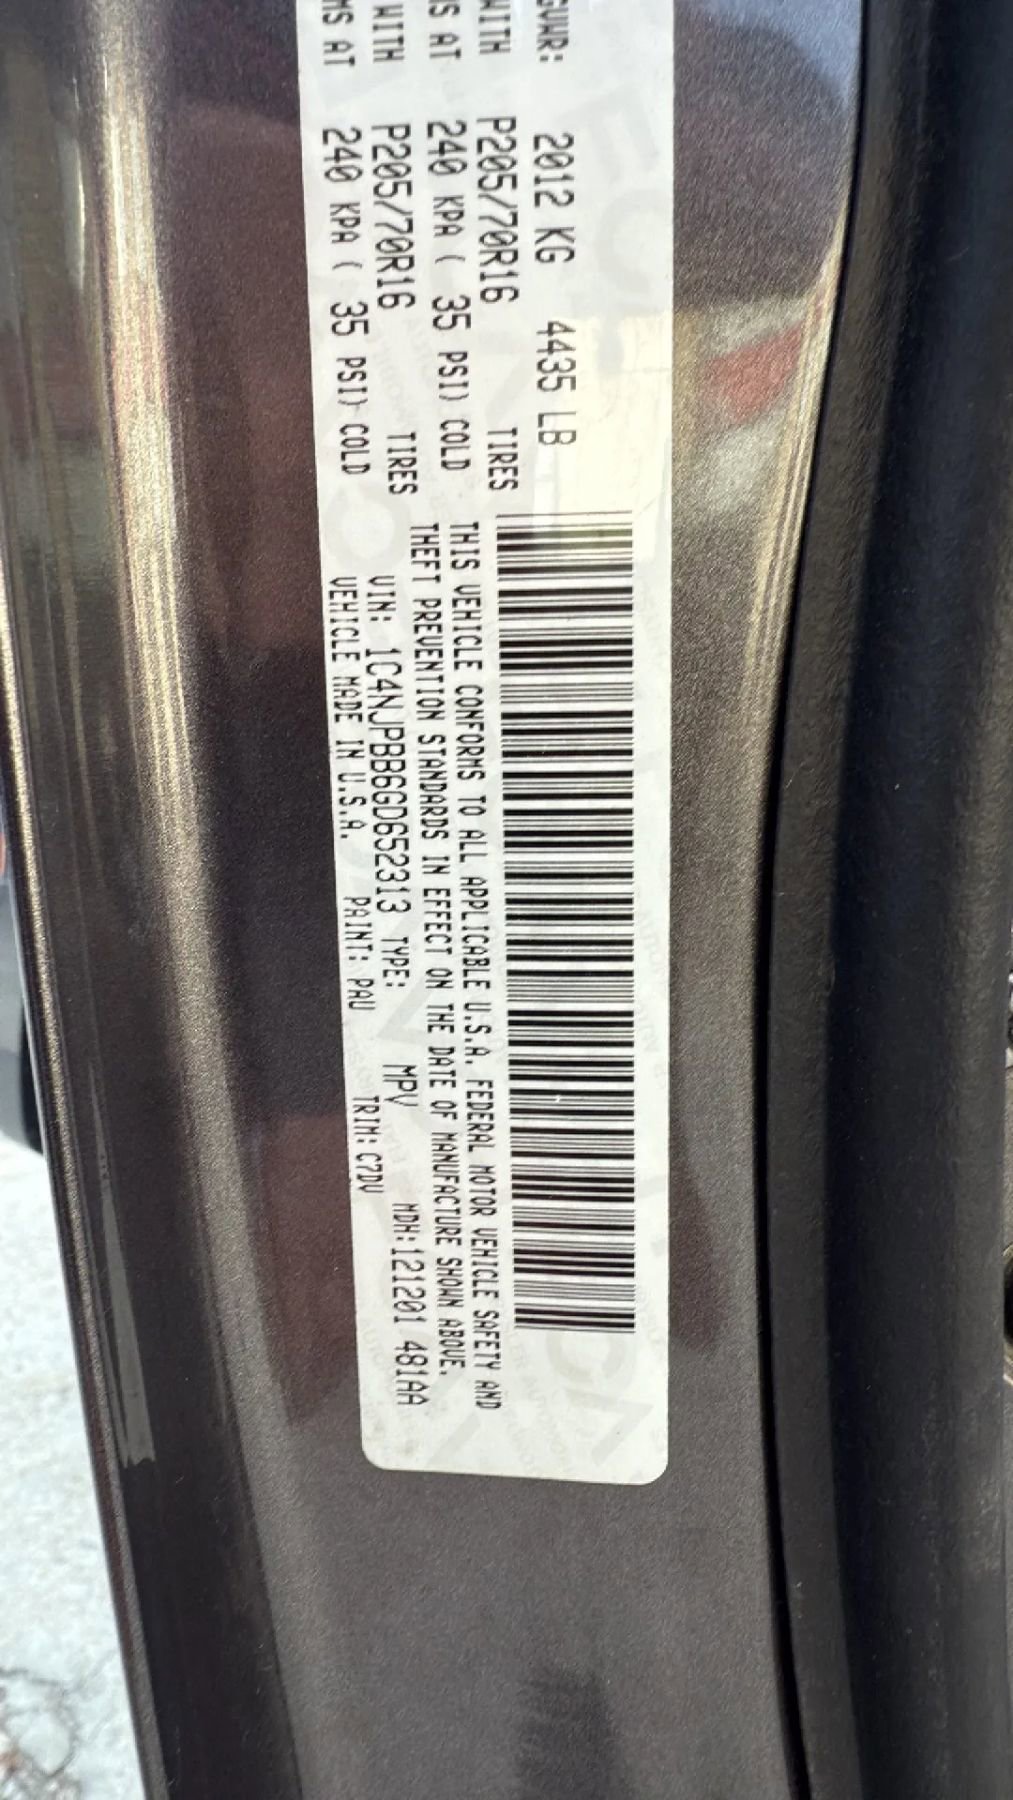 GVWR: 2012 KG 4435 LB
WITH P205/70R16 TIRES
MS AT 240 KPA ( 35 PSI) COLD
WITH P205/70R16 TIRES
MS AT 240 KPA ( 35 PSI) COLD
THIS VEHICLE CONFORMS TO ALL APPLICABLE U.S.A. FEDERAL MOTOR VEHICLE SAFETY AND
THEFT PREVENTION STANDARDS IN EFFECT ON THE DATE OF MANUFACTURE SHOWN ABOVE.
VIN: 1C4NJPBB6GD652313 TYPE: MPV MDH:121201 481AA
VEHICLE MADE IN U.S.A. PAINT: PAU TRIM: C7DV